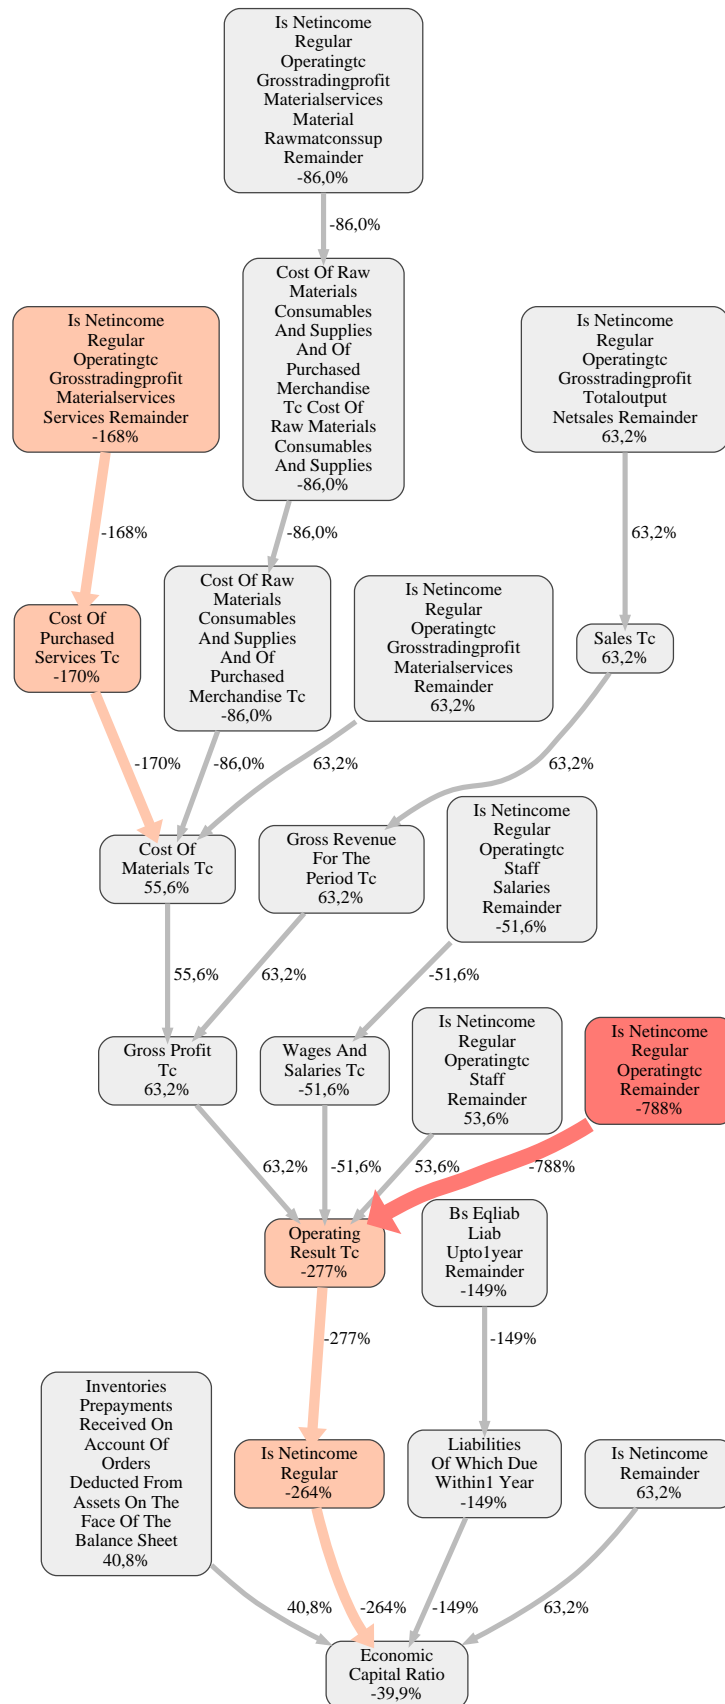 Is Netincome
Regular
Operatingtc
Grosstradingprofit
Materialservices
Material
Rawmatconssup
Remainder
-86,0%
-86,0%
Cost Of Raw
Materials
Consumables
And Supplies
And Of
Purchased
Merchandise
Tc Cost Of
Raw Materials
Consumables
And Supplies
-86,0%
Is Netincome
Regular
Operatingtc
Grosstradingprofit
Materialservices
Services Remainder
-168%
Is Netincome
Regular
Operatingtc
Grosstradingprofit
Totaloutput
Netsales Remainder
63,2%
-168%
-86,0%
63,2%
Cost Of
Purchased
Services Tc
-170%
Cost Of Raw
Materials
Consumables
And Supplies
And Of
Purchased
Merchandise Tc
-86,0%
Is Netincome
Regular
Operatingtc
Grosstradingprofit
Materialservices
Remainder
63,2%
Sales Tc
63,2%
-170%
-86,0%
63,2%
63,2%
Cost Of
Materials Tc
55,6%
Gross Revenue
For The
Period Tc
63,2%
Is Netincome
Regular
Operatingtc
Staff
Salaries
Remainder
-51,6%
55,6%
63,2%
-51,6%
Gross Profit
Tc
63,2%
Wages And
Salaries Tc
-51,6%
Is Netincome
Regular
Operatingtc
Staff
Remainder
53,6%
Is Netincome
Regular
Operatingtc
Remainder
-788%
63,2%
-51,6%
53,6%
-788%
Operating
Result Tc
-277%
Bs Eqliab
Liab
Upto1year
Remainder
-149%
-277%
-149%
Inventories
Prepayments
Received On
Account Of
Orders
Deducted From
Assets On The
Face Of The
Balance Sheet
40,8%
Is Netincome
Regular
-264%
Liabilities
Of Which Due
Within1 Year
-149%
Is Netincome
Remainder
63,2%
40,8%
-264%
-149%
63,2%
Economic
Capital Ratio
-39,9%